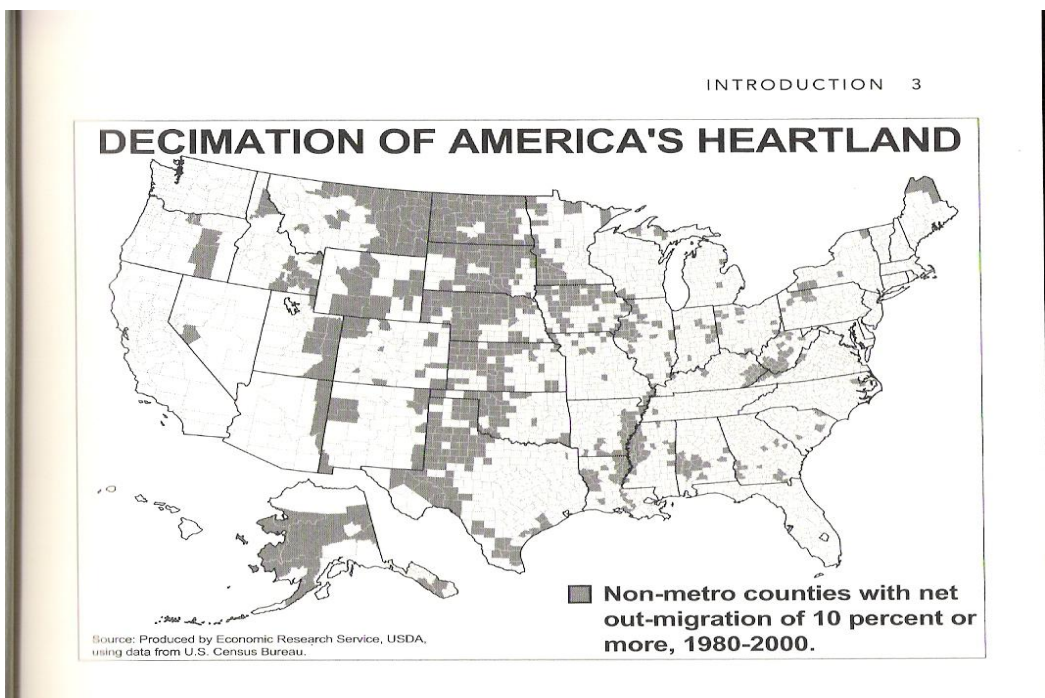 INTRODUCTION 3
DECIMATION OF AMERICA'S HEARTLAND
Non-metro counties with net
out-migration of 10 percent or
more, 1980-2000.
Source: Produced by Economic Research Service, USDA,
using data from U.S. Census Bureau.